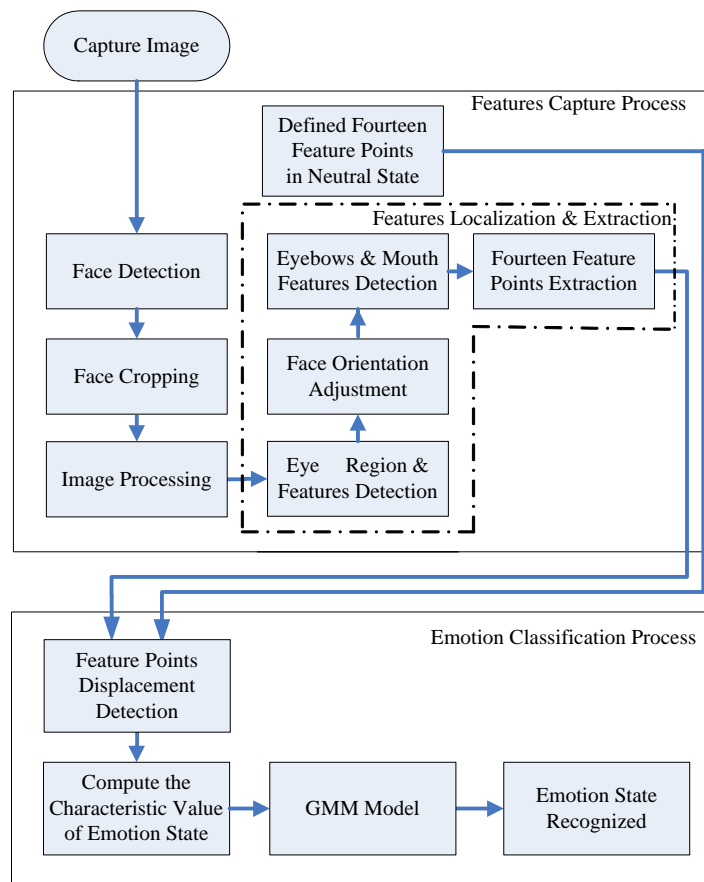 Capture Image
Features Capture Process
Defined Fourteen
Feature Points
in Neutral State
Features Localization & Extraction
Face Detection
Eyebows & Mouth
Features Detection
Fourteen Feature
Points Extraction
Face Cropping
Face Orientation
Adjustment
Image Processing
Eye Region &
Features Detection
Emotion Classification Process
Feature Points
Displacement
Detection
Compute the
Characteristic Value
of Emotion State
GMM Model
Emotion State
Recognized